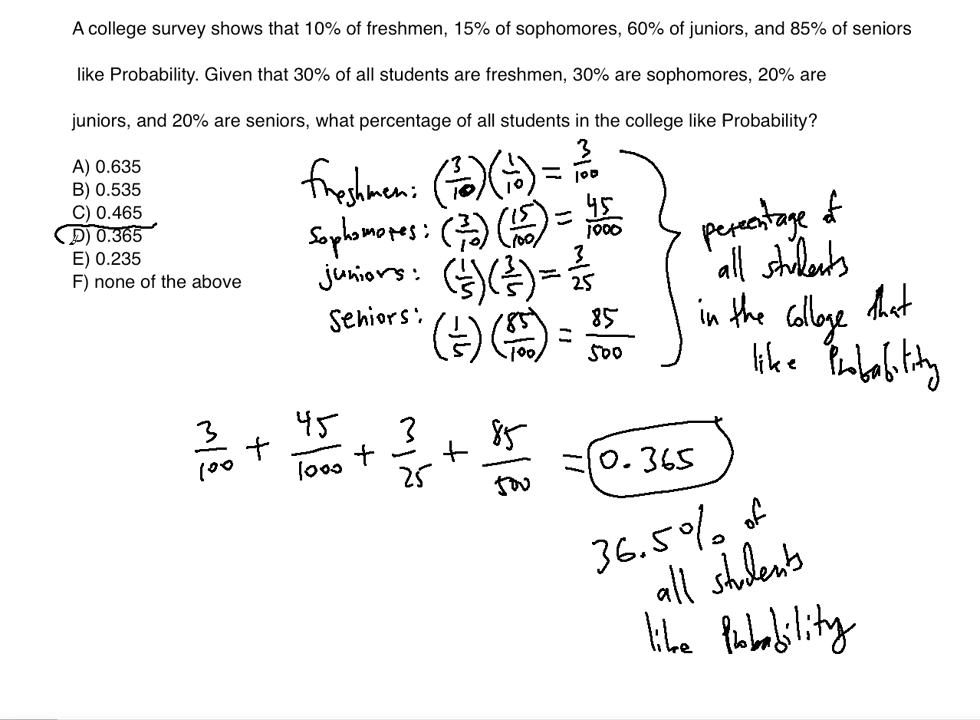 A college survey shows that 10% of freshmen, 15% of sophomores, 60% of juniors, and 85% of seniors
like Probability. Given that 30% of all students are freshmen, 30% are sophomores, 20% are
juniors, and 20% are seniors, what percentage of all students in the college like Probability?
A) 0.635
B) 0.535
C) 0.465
D) 0.365
E) 0.235
F) none of the above
freshmen: (3/10)(1/10) = 3/100
sophomores: (3/10)(15/100) = 45/1000
juniors: (1/5)(3/5) = 3/25
seniors: (1/5)(85/100) = 85/500
percentage of
all students
in the college that
like Probability
3/100 + 45/1000 + 3/25 + 85/500 = 0.365
36.5% of
all students
like Probability